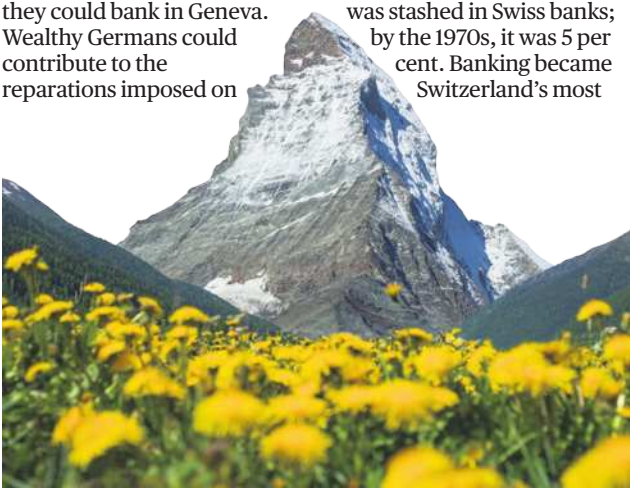 they could bank in Geneva.
Wealthy Germans could
contribute to the
reparations imposed on
was stashed in Swiss banks;
by the 1970s, it was 5 per
cent. Banking became
Switzerland’s most